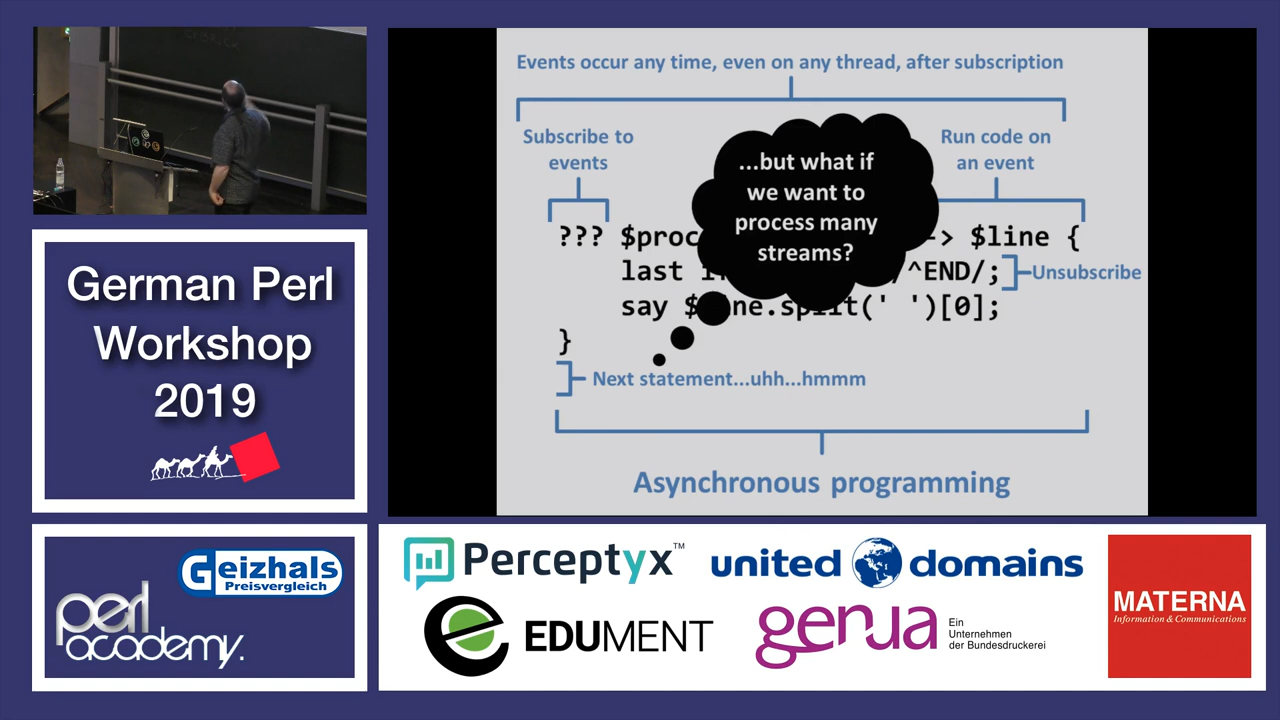 Events occur any time, even on any thread, after subscription
Subscribe to
events
Run code on
an event
...but what if
we want to
process many
streams?
??? $proc > $line {
last /^END/;
Unsubscribe
say $ ne.split(' ')[0];
}
Next statement...uhh...hmmm
Asynchronous programming
German Perl
Workshop
2019
Geizhals
Preisvergleich
perl
academy.
Perceptyx™
united domains
EDUMENT
genua
Ein
Unternehmen
der Bundesdruckerei
MATERNA
Information & Communications